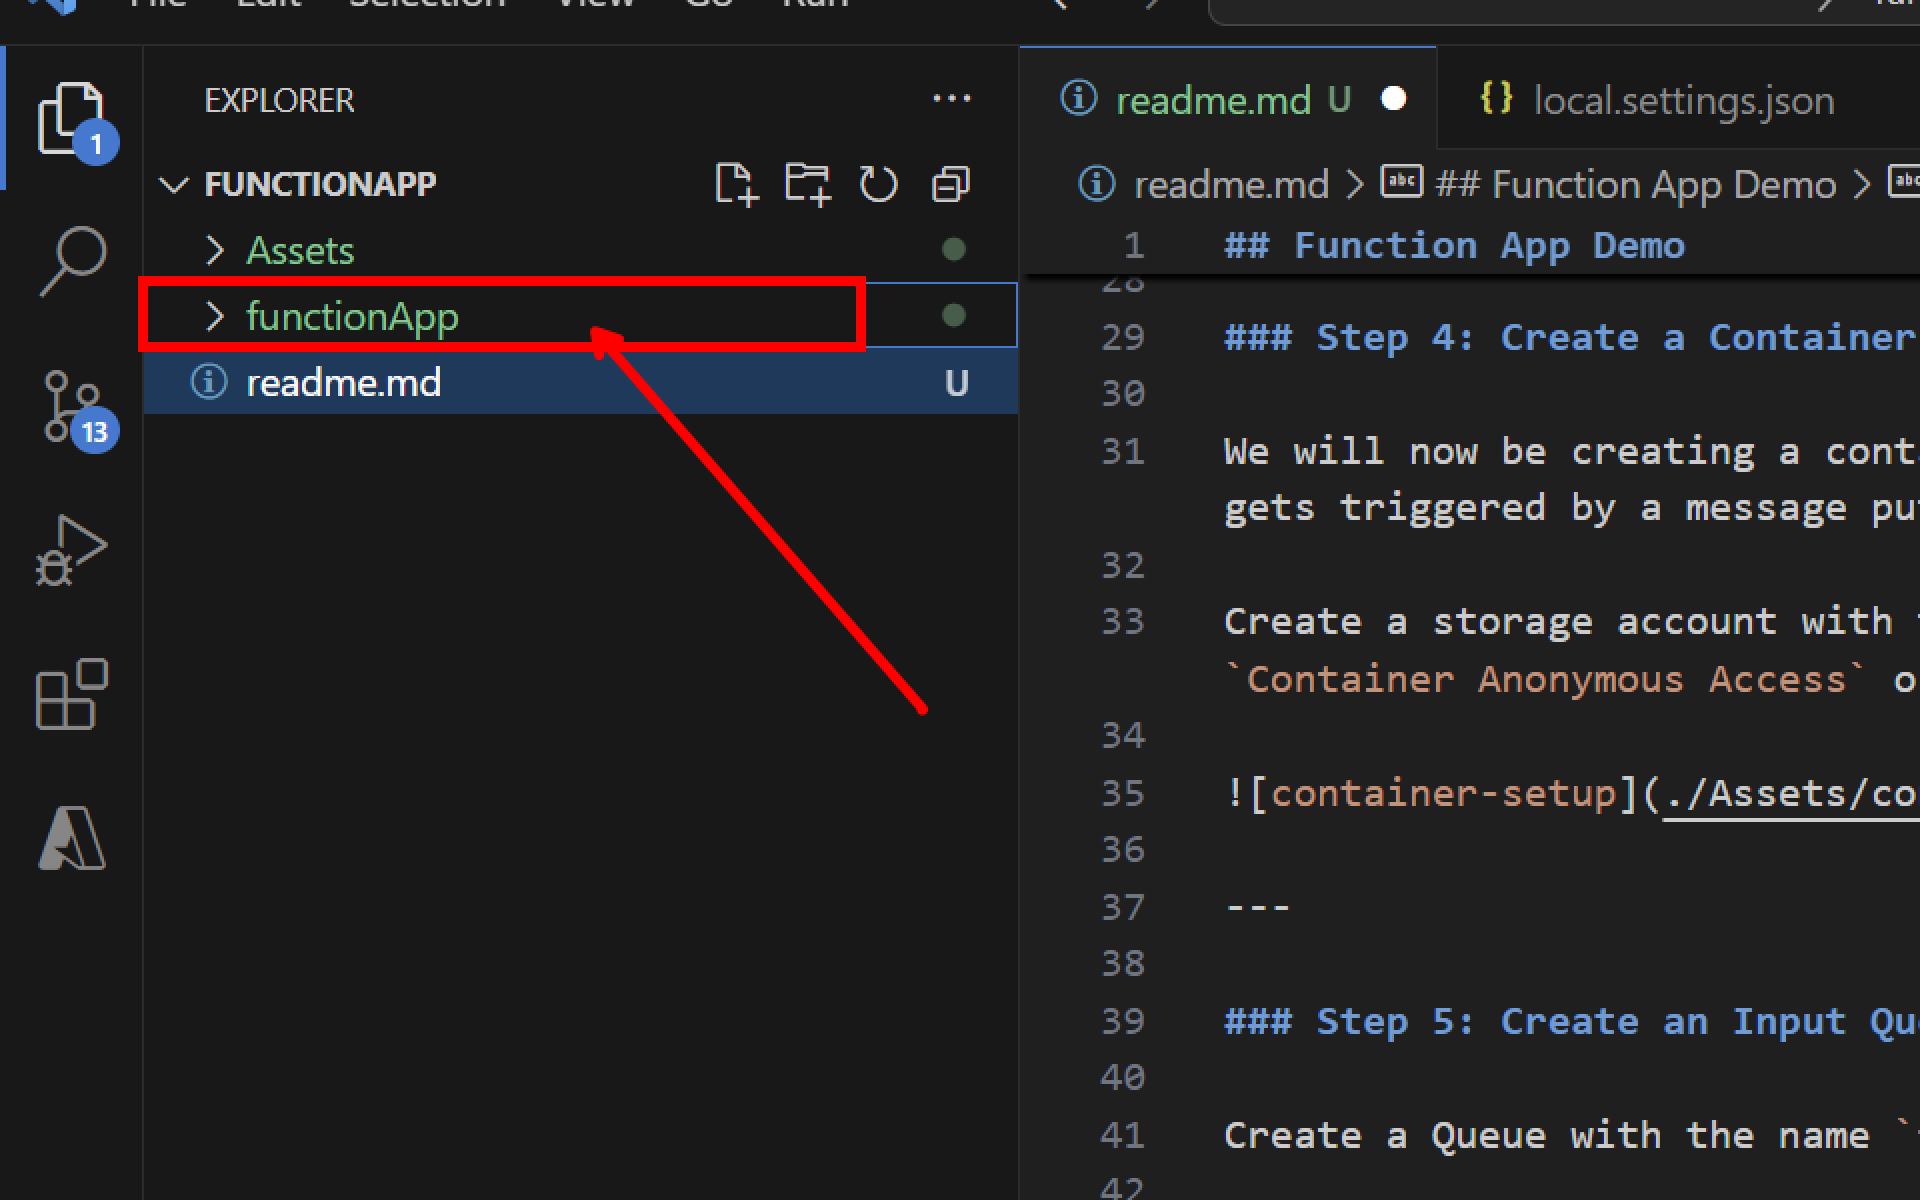 File Edit Selection View Go Run
EXPLORER
1
FUNCTIONAPP
Assets
functionApp
readme.md U
13
readme.md U
{} local.settings.json
readme.md > abc ## Function App Demo >
1 ## Function App Demo
28
29 ### Step 4: Create a Container
30
31 We will now be creating a cont
gets triggered by a message pu
32
33 Create a storage account with
`Container Anonymous Access` o
34
35 ![container-setup](./Assets/co
36
37 ---
38
39 ### Step 5: Create an Input Qu
40
41 Create a Queue with the name `
42